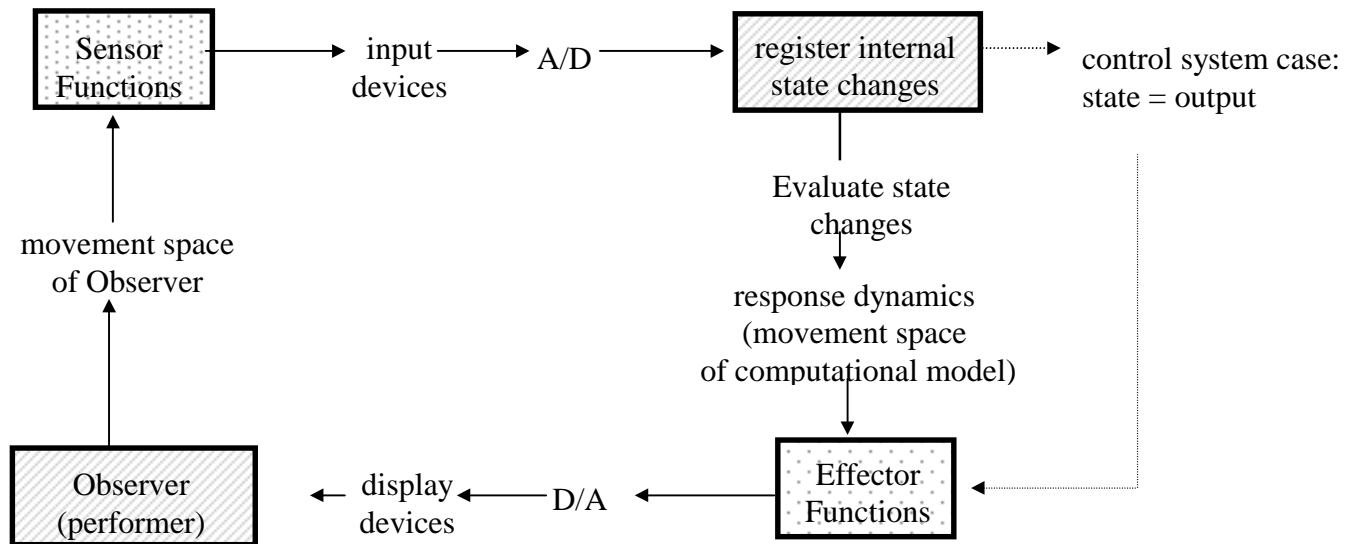 Sensor
Functions
input
devices
A/D
register internal
state changes
control system case:
state = output
Evaluate state
changes
movement space
of Observer
response dynamics
(movement space
of computational model)
Observer
(performer)
display
devices
D/A
Effector
Functions